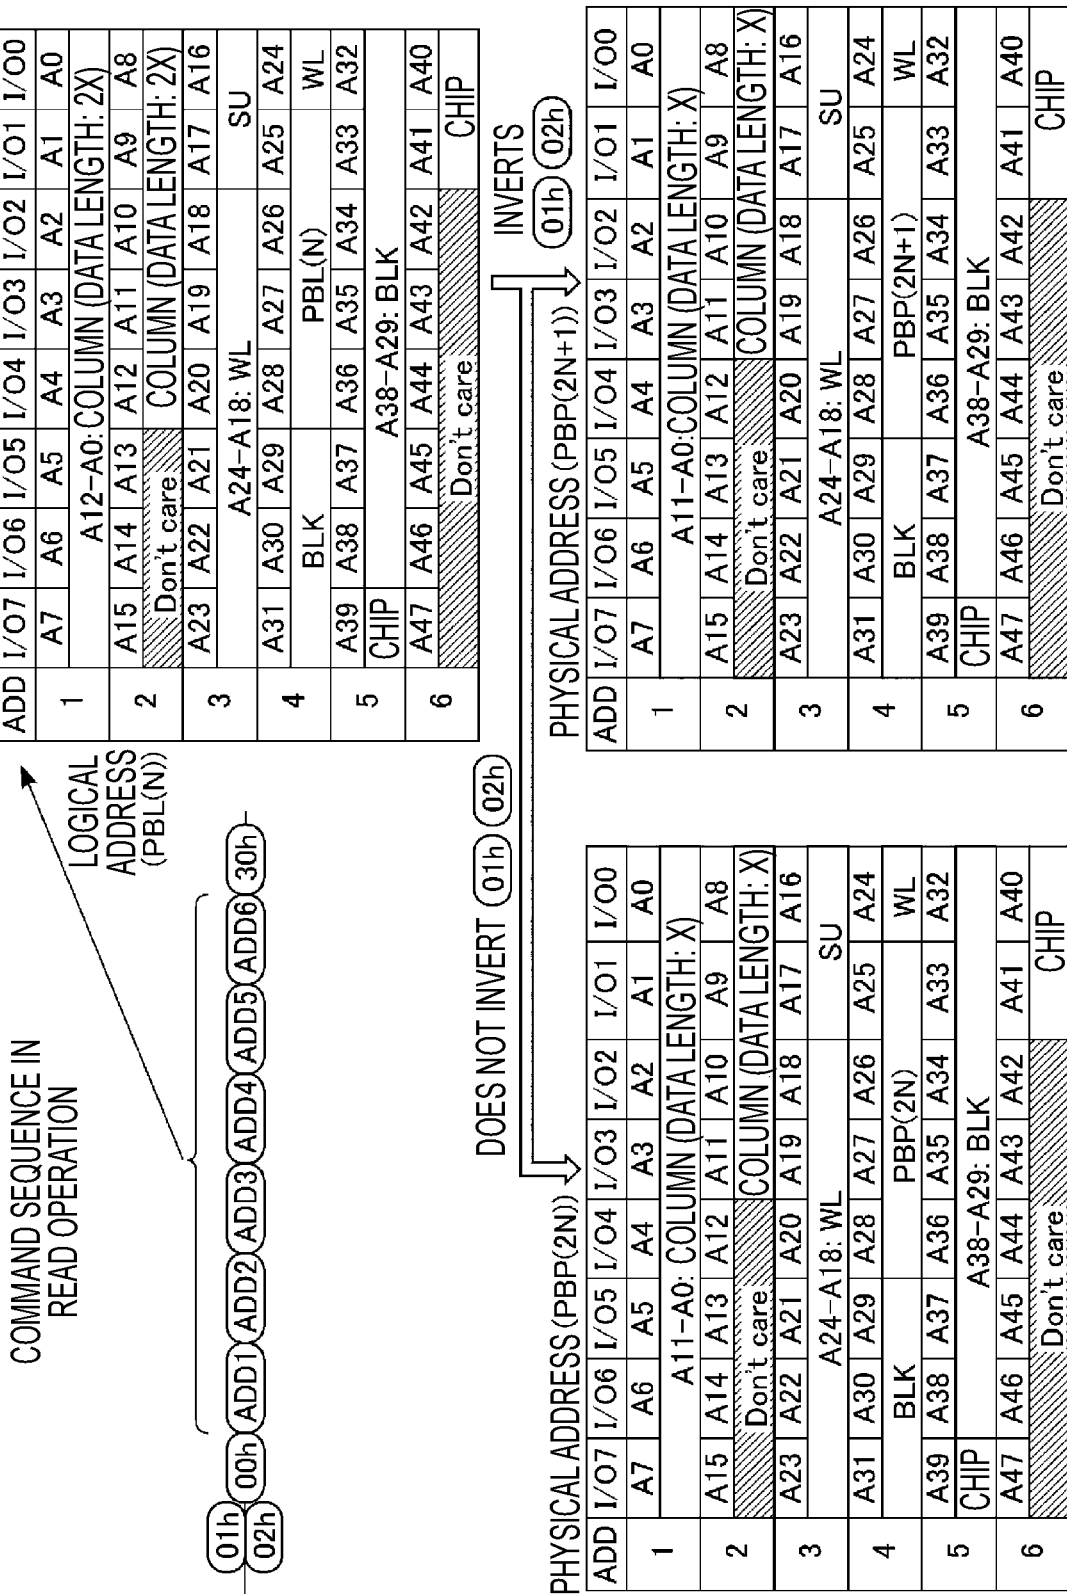 COMMAND SEQUENCE IN
READ OPERATION
01h
02h
00h ADD1 ADD2 ADD3 ADD4 ADD5 ADD6 30h
LOGICAL
ADDRESS
(PBL(N))
ADD I/O7 I/O6 I/O5 I/O4 I/O3 I/O2 I/O1 I/O0
1 A7 A6 A5 A4 A3 A2 A1 A0
A12-A0: COLUMN (DATA LENGTH: 2X)
2 A15 A14 A13 A12 A11 A10 A9 A8
Don't care COLUMN (DATA LENGTH: 2X)
3 A23 A22 A21 A20 A19 A18 A17 A16
A24-A18: WL SU
4 A31 A30 A29 A28 A27 A26 A25 A24
BLK PBL(N) WL
5 A39 A38 A37 A36 A35 A34 A33 A32
CHIP A38-A29: BLK
6 A47 A46 A45 A44 A43 A42 A41 A40
Don't care CHIP
DOES NOT INVERT 01h 02h
INVERTS
01h 02h
PHYSICAL ADDRESS (PBP(2N))
ADD I/O7 I/O6 I/O5 I/O4 I/O3 I/O2 I/O1 I/O0
1 A7 A6 A5 A4 A3 A2 A1 A0
A11-A0: COLUMN (DATA LENGTH: X)
2 A15 A14 A13 A12 A11 A10 A9 A8
Don't care COLUMN (DATA LENGTH: X)
3 A23 A22 A21 A20 A19 A18 A17 A16
A24-A18: WL SU
4 A31 A30 A29 A28 A27 A26 A25 A24
BLK PBP(2N) WL
5 A39 A38 A37 A36 A35 A34 A33 A32
CHIP A38-A29: BLK
6 A47 A46 A45 A44 A43 A42 A41 A40
Don't care CHIP
PHYSICAL ADDRESS (PBP(2N+1))
ADD I/O7 I/O6 I/O5 I/O4 I/O3 I/O2 I/O1 I/O0
1 A7 A6 A5 A4 A3 A2 A1 A0
A11-A0:COLUMN (DATA LENGTH: X)
2 A15 A14 A13 A12 A11 A10 A9 A8
Don't care COLUMN (DATA LENGTH: X)
3 A23 A22 A21 A20 A19 A18 A17 A16
A24-A18: WL SU
4 A31 A30 A29 A28 A27 A26 A25 A24
BLK PBP(2N+1) WL
5 A39 A38 A37 A36 A35 A34 A33 A32
CHIP A38-A29: BLK
6 A47 A46 A45 A44 A43 A42 A41 A40
Don't care CHIP